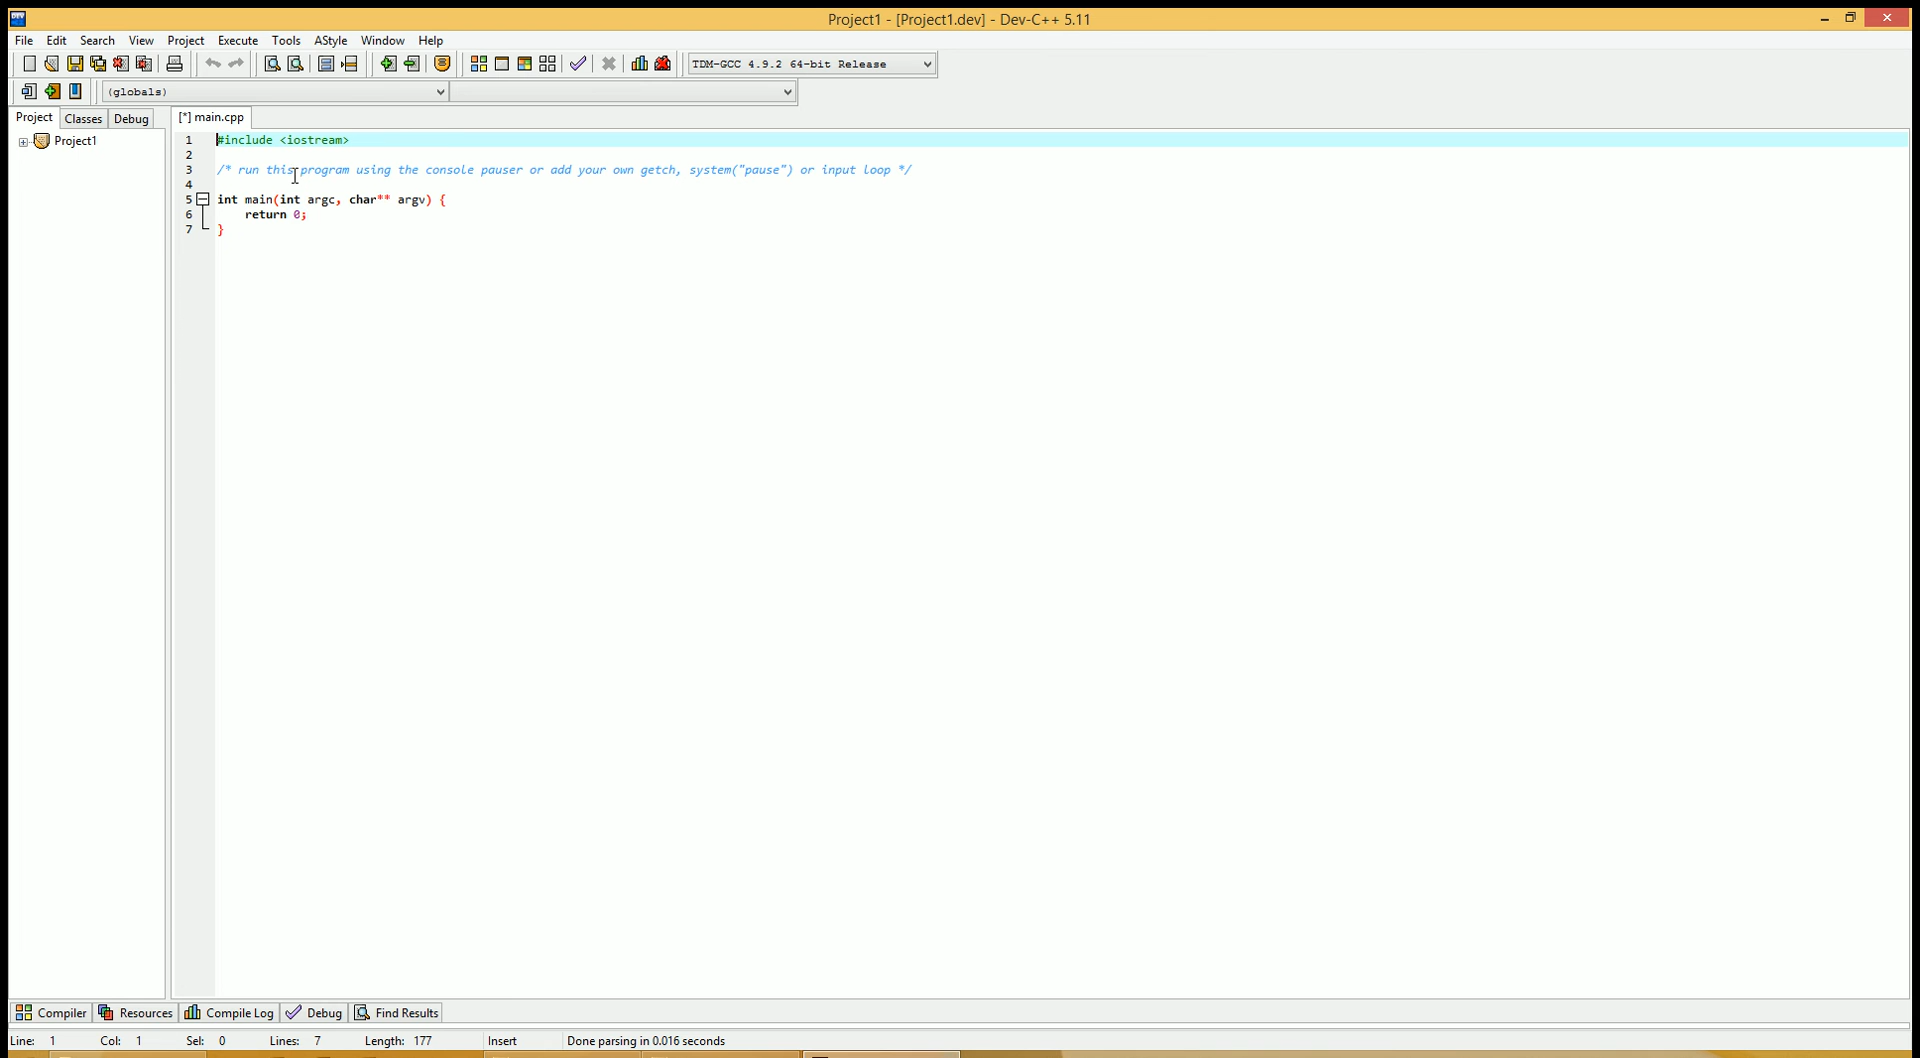 Project1 - [Project1.dev] - Dev-C++ 5.11
File Edit Search View Project Execute Tools AStyle Window Help
TDM-GCC 4.9.2 64-bit Release
(globals)
Project Classes Debug
[*] main.cpp
Project1
1 #include <iostream>
2
3 /* run this program using the console pauser or add your own getch, system("pause") or input loop */
4
5 int main(int argc, char** argv) {
6 return 0;
7 }
Compiler Resources Compile Log Debug Find Results
Line: 1 Col: 1 Sel: 0 Lines: 7 Length: 177 Insert Done parsing in 0.016 seconds